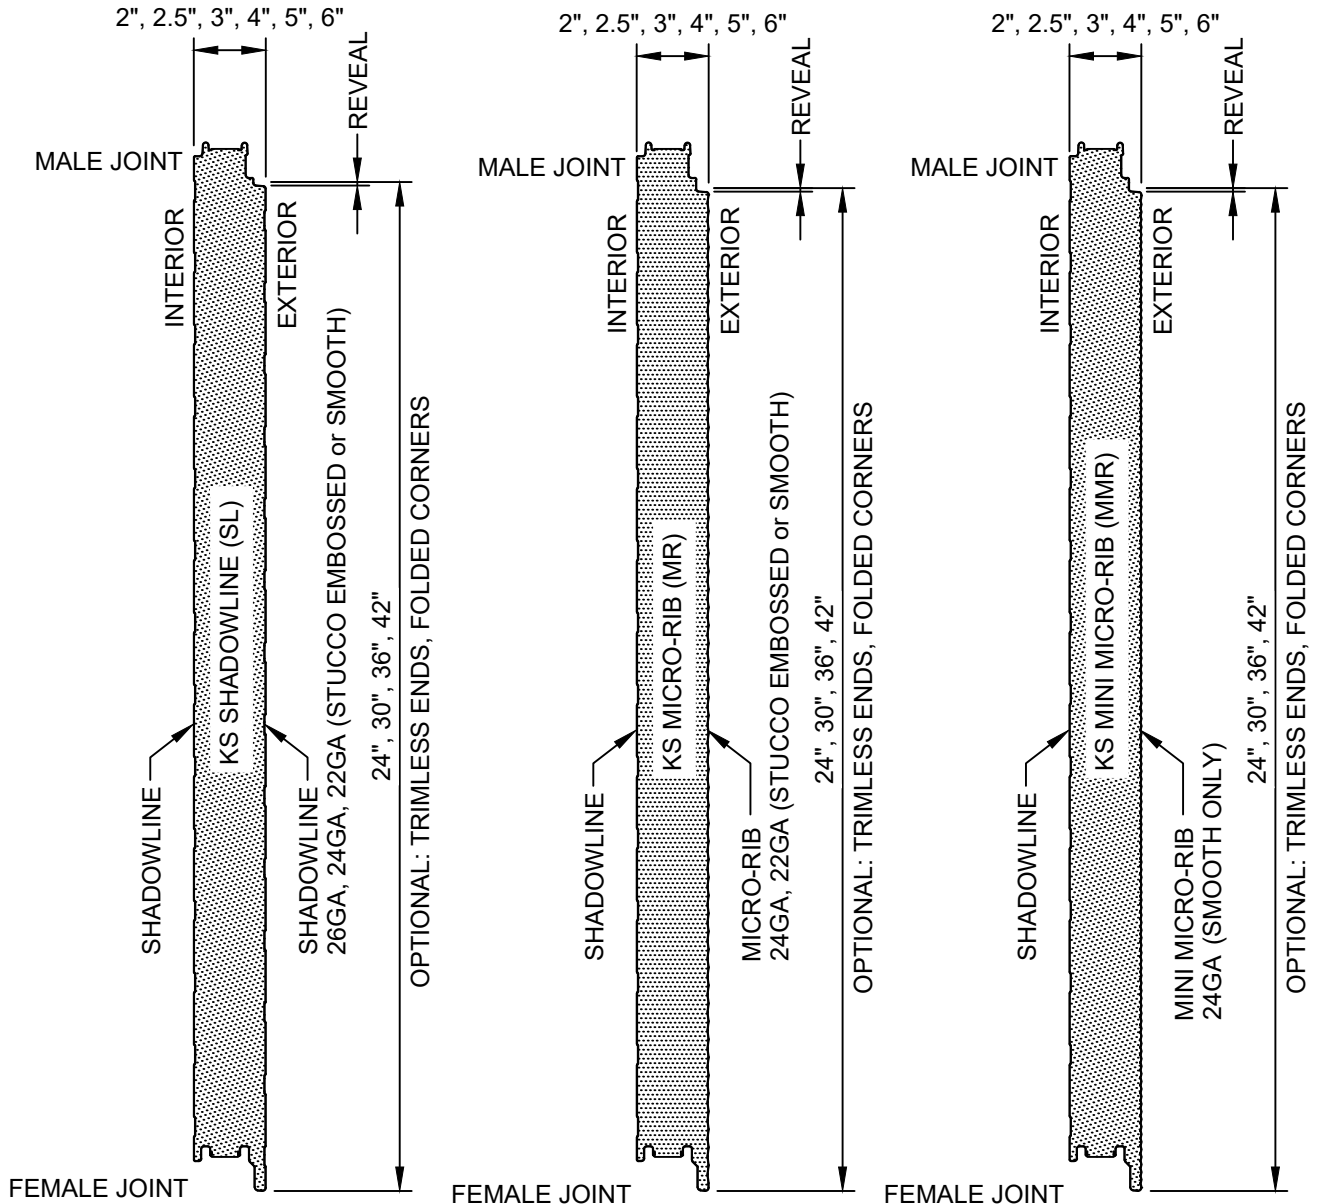 2", 2.5", 3", 4", 5", 6"
REVEAL
MALE JOINT
INTERIOR
EXTERIOR
KS SHADOWLINE (SL)
SHADOWLINE
SHADOWLINE
26GA, 24GA, 22GA (STUCCO EMBOSSED or SMOOTH)
24", 30", 36", 42"
OPTIONAL: TRIMLESS ENDS, FOLDED CORNERS
FEMALE JOINT
2", 2.5", 3", 4", 5", 6"
REVEAL
MALE JOINT
INTERIOR
EXTERIOR
KS MICRO-RIB (MR)
SHADOWLINE
MICRO-RIB
24GA, 22GA (STUCCO EMBOSSED or SMOOTH)
24", 30", 36", 42"
OPTIONAL: TRIMLESS ENDS, FOLDED CORNERS
FEMALE JOINT
2", 2.5", 3", 4", 5", 6"
REVEAL
MALE JOINT
INTERIOR
EXTERIOR
KS MINI MICRO-RIB (MMR)
SHADOWLINE
MINI MICRO-RIB
24GA (SMOOTH ONLY)
24", 30", 36", 42"
OPTIONAL: TRIMLESS ENDS, FOLDED CORNERS
FEMALE JOINT